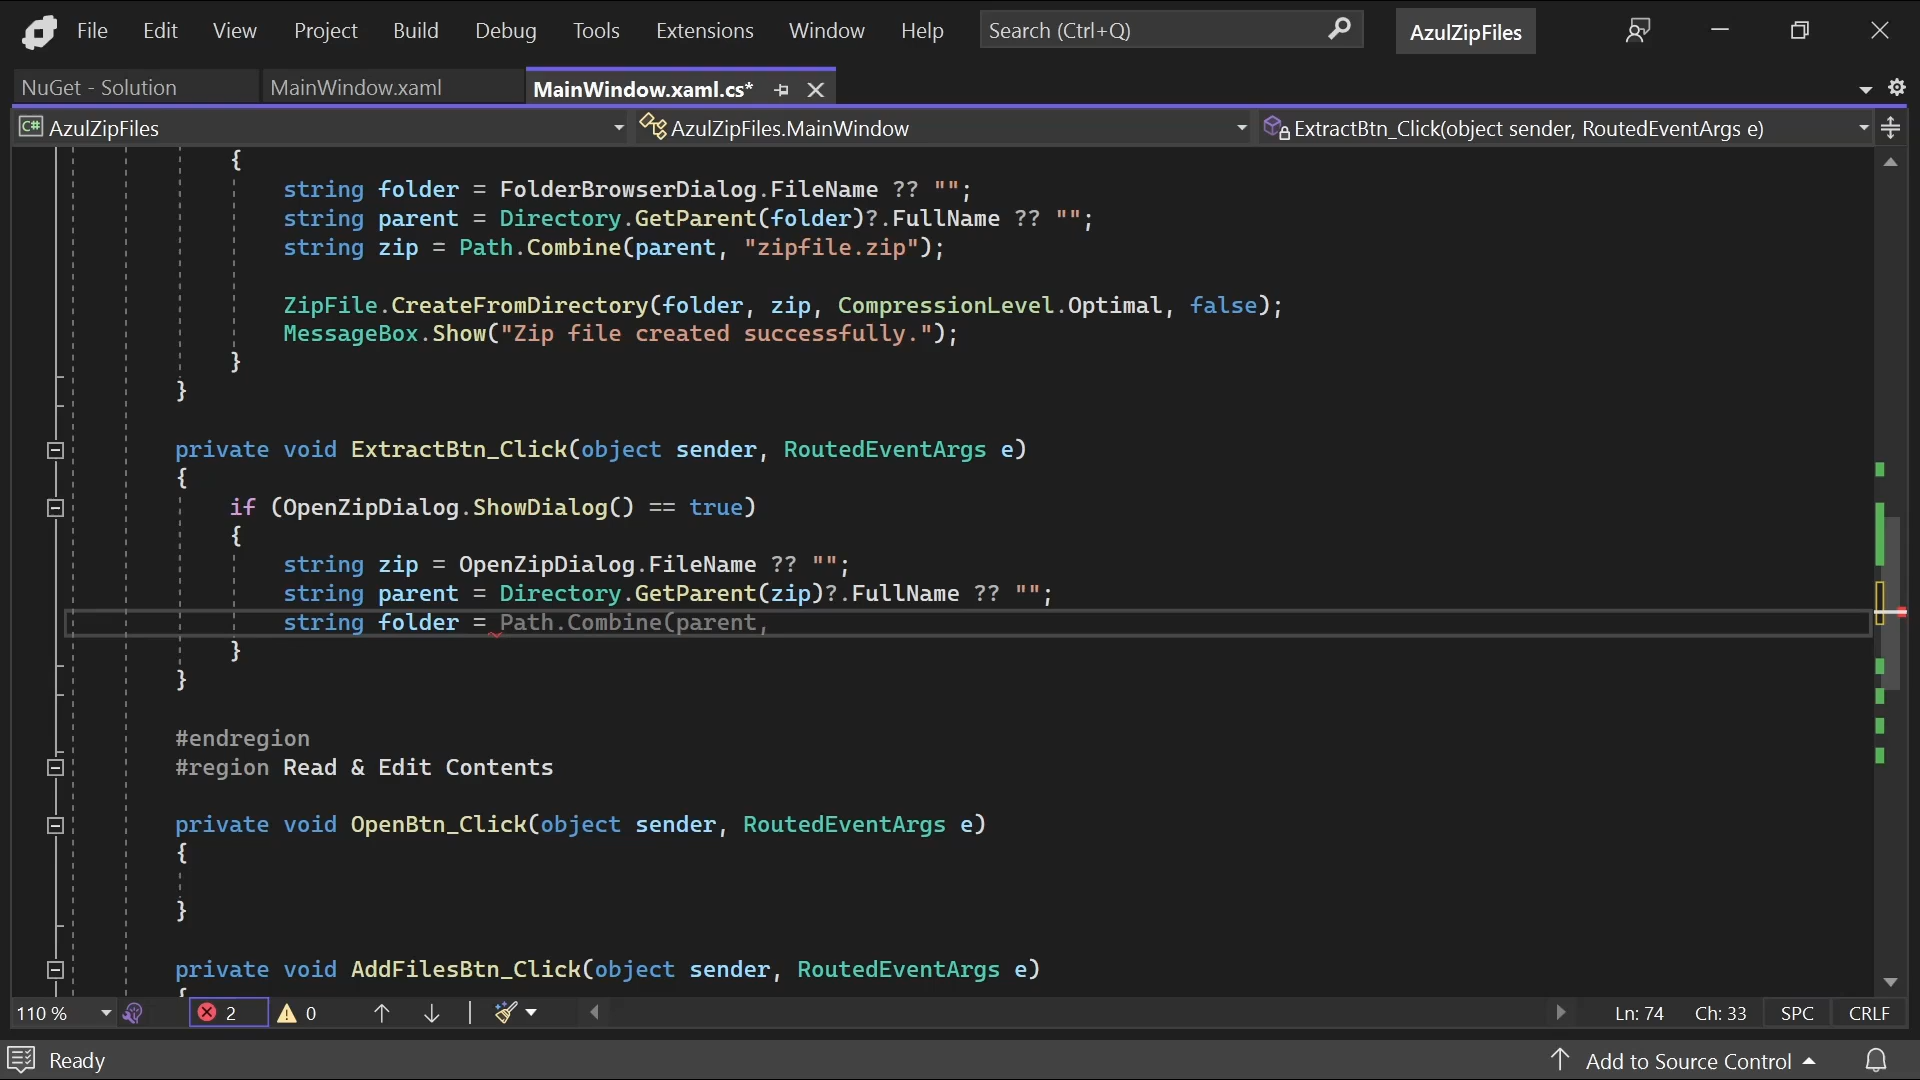 File Edit View Project Build Debug Tools Extensions Window Help Search (Ctrl+Q) AzulZipFiles
NuGet - Solution MainWindow.xaml MainWindow.xaml.cs*
C# AzulZipFiles AzulZipFiles.MainWindow ExtractBtn_Click(object sender, RoutedEventArgs e)
{
string folder = FolderBrowserDialog.FileName ?? "";
string parent = Directory.GetParent(folder)?.FullName ?? "";
string zip = Path.Combine(parent, "zipfile.zip");
ZipFile.CreateFromDirectory(folder, zip, CompressionLevel.Optimal, false);
MessageBox.Show("Zip file created successfully.");
}
}
private void ExtractBtn_Click(object sender, RoutedEventArgs e)
{
if (OpenZipDialog.ShowDialog() == true)
{
string zip = OpenZipDialog.FileName ?? "";
string parent = Directory.GetParent(zip)?.FullName ?? "";
string folder = Path.Combine(parent,
}
}
#endregion
#region Read & Edit Contents
private void OpenBtn_Click(object sender, RoutedEventArgs e)
{
}
private void AddFilesBtn_Click(object sender, RoutedEventArgs e)
{
110 % 2 0 Ln: 74 Ch: 33 SPC CRLF
Ready Add to Source Control